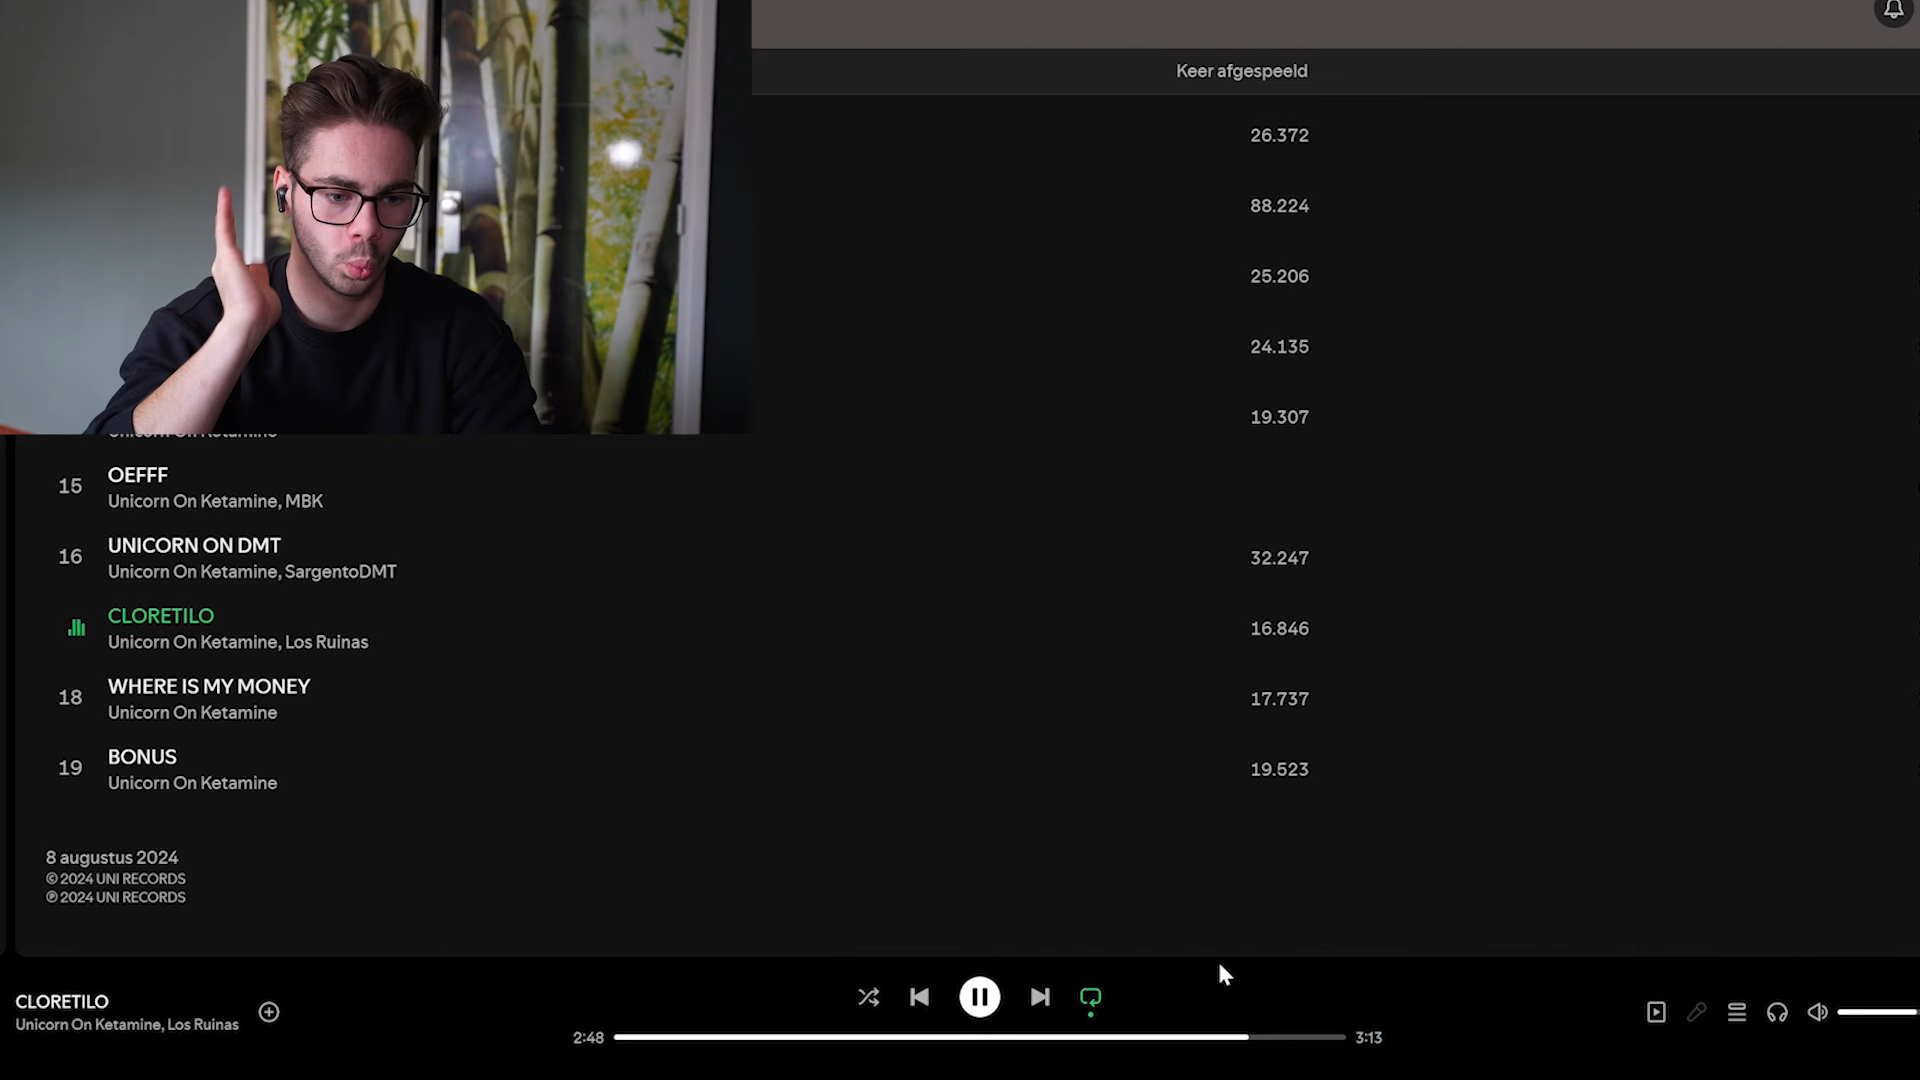 Keer afgespeeld
26.372
88.224
25.206
24.135
19.307
Unicorn On Ketamine
15
OEFFF
Unicorn On Ketamine, MBK
16
UNICORN ON DMT
Unicorn On Ketamine, SargentoDMT
32.247
CLORETILO
Unicorn On Ketamine, Los Ruinas
16.846
18
WHERE IS MY MONEY
Unicorn On Ketamine
17.737
19
BONUS
Unicorn On Ketamine
19.523
8 augustus 2024
© 2024 UNI RECORDS
℗ 2024 UNI RECORDS
CLORETILO
Unicorn On Ketamine, Los Ruinas
2:48
3:13